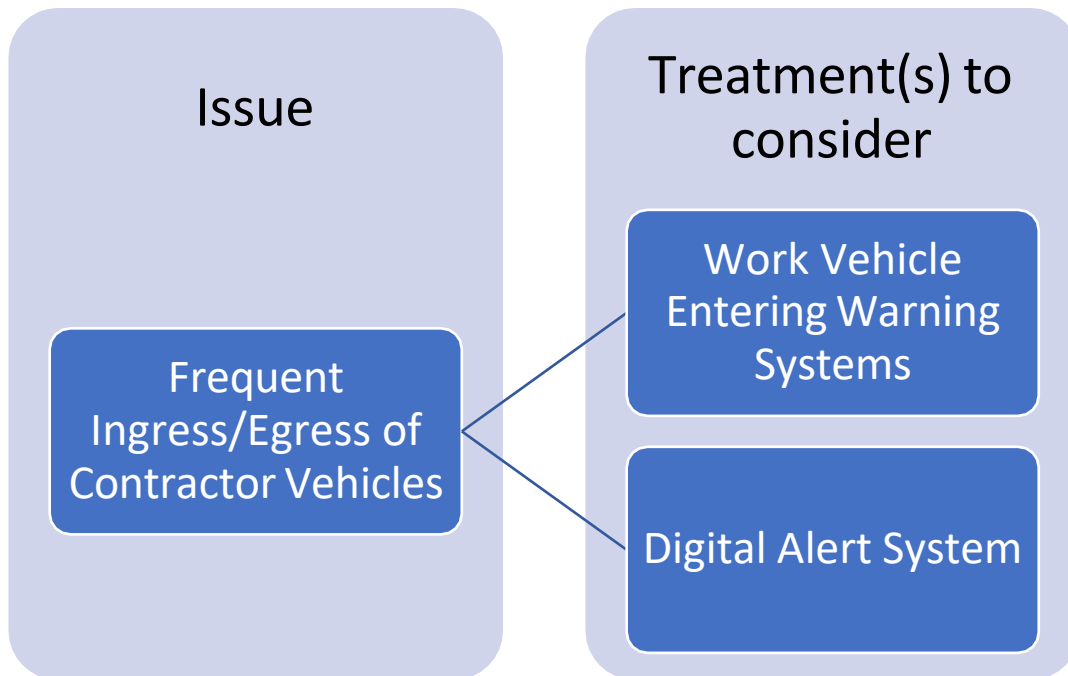 Issue
Treatment(s) to
consider
Frequent
Ingress/Egress of
Contractor Vehicles
Work Vehicle
Entering Warning
Systems
Digital Alert System